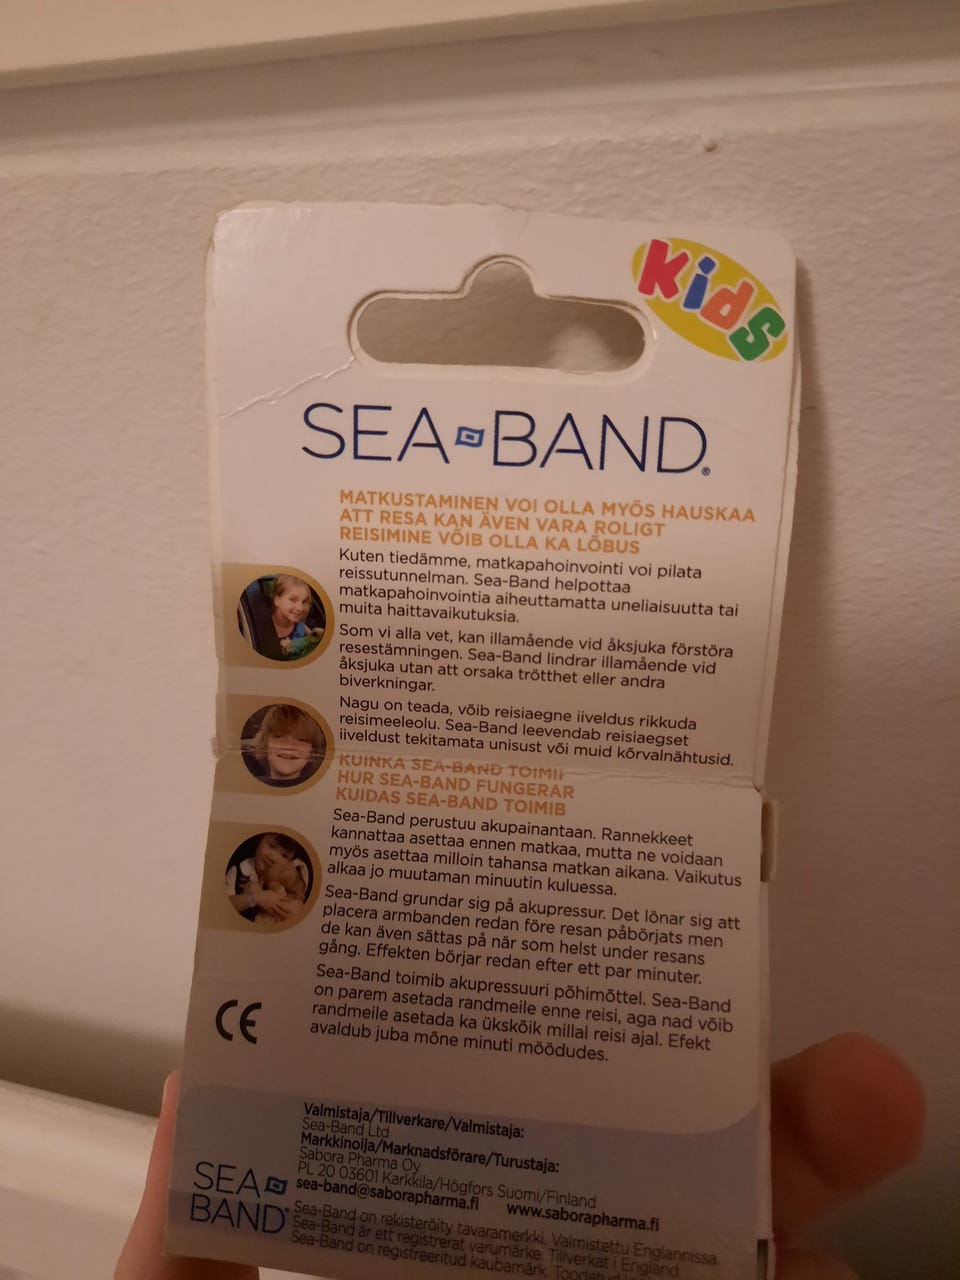 Kids
SEA-BAND®
MATKUSTAMINEN VOI OLLA MYÖS HAUSKAA
ATT RESA KAN ÄVEN VARA ROLIGT
REISIMINE VÕIB OLLA KA LÕBUS
Kuten tiedämme, matkapahoinvointi voi pilata
reissutunnelman. Sea-Band helpottaa
matkapahoinvointia aiheuttamatta uneliaisuutta tai
muita haittavaikutuksia.
Som vi alla vet, kan illamående vid åksjuka förstöra
resestämningen. Sea-Band lindrar illamående vid
åksjuka utan att orsaka trötthet eller andra
biverkningar.
Nagu on teada, võib reisiaegne iiveldus rikkuda
reisimeeleolu. Sea-Band leevendab reisiaegset
iiveldust tekitamata unisust või muid kõrvalnähtusid.
KUINKA SEA-BAND TOIMII
HUR SEA-BAND FUNGERAR
KUIDAS SEA-BAND TOIMIB
Sea-Band perustuu akupainantaan. Rannekkeet
kannattaa asettaa ennen matkaa, mutta ne voidaan
myös asettaa milloin tahansa matkan aikana. Vaikutus
alkaa jo muutaman minuutin kuluessa.
Sea-Band grundar sig på akupressur. Det lönar sig att
placera armbanden redan före resan påbörjats men
de kan även sättas på när som helst under resans
gång. Effekten börjar redan efter ett par minuter.
Sea-Band toimib akupressuuri põhimõttel. Sea-Band
on parem asetada randmeile enne reisi, aga nad võib
randmeile asetada ka ükskõik millal reisi ajal. Efekt
avaldub juba mõne minuti möödudes.
CE
Valmistaja/Tillverkare/Valmistaja:
Sea-Band Ltd
Markkinoija/Marknadsförare/Turustaja:
Sabora Pharma Oy
PL 20 03601 Karkkila/Högfors Suomi/Finland
sea-band@saborapharma.fi www.saborapharma.fi
SEA-
BAND®
Sea-Band on rekisteröity tavaramerkki. Valmistettu Englannissa.
Sea-Band är ett registrerat varumärke. Tillverkat i England.
Sea-Band on registreeritud kaubamärk. Toodetud